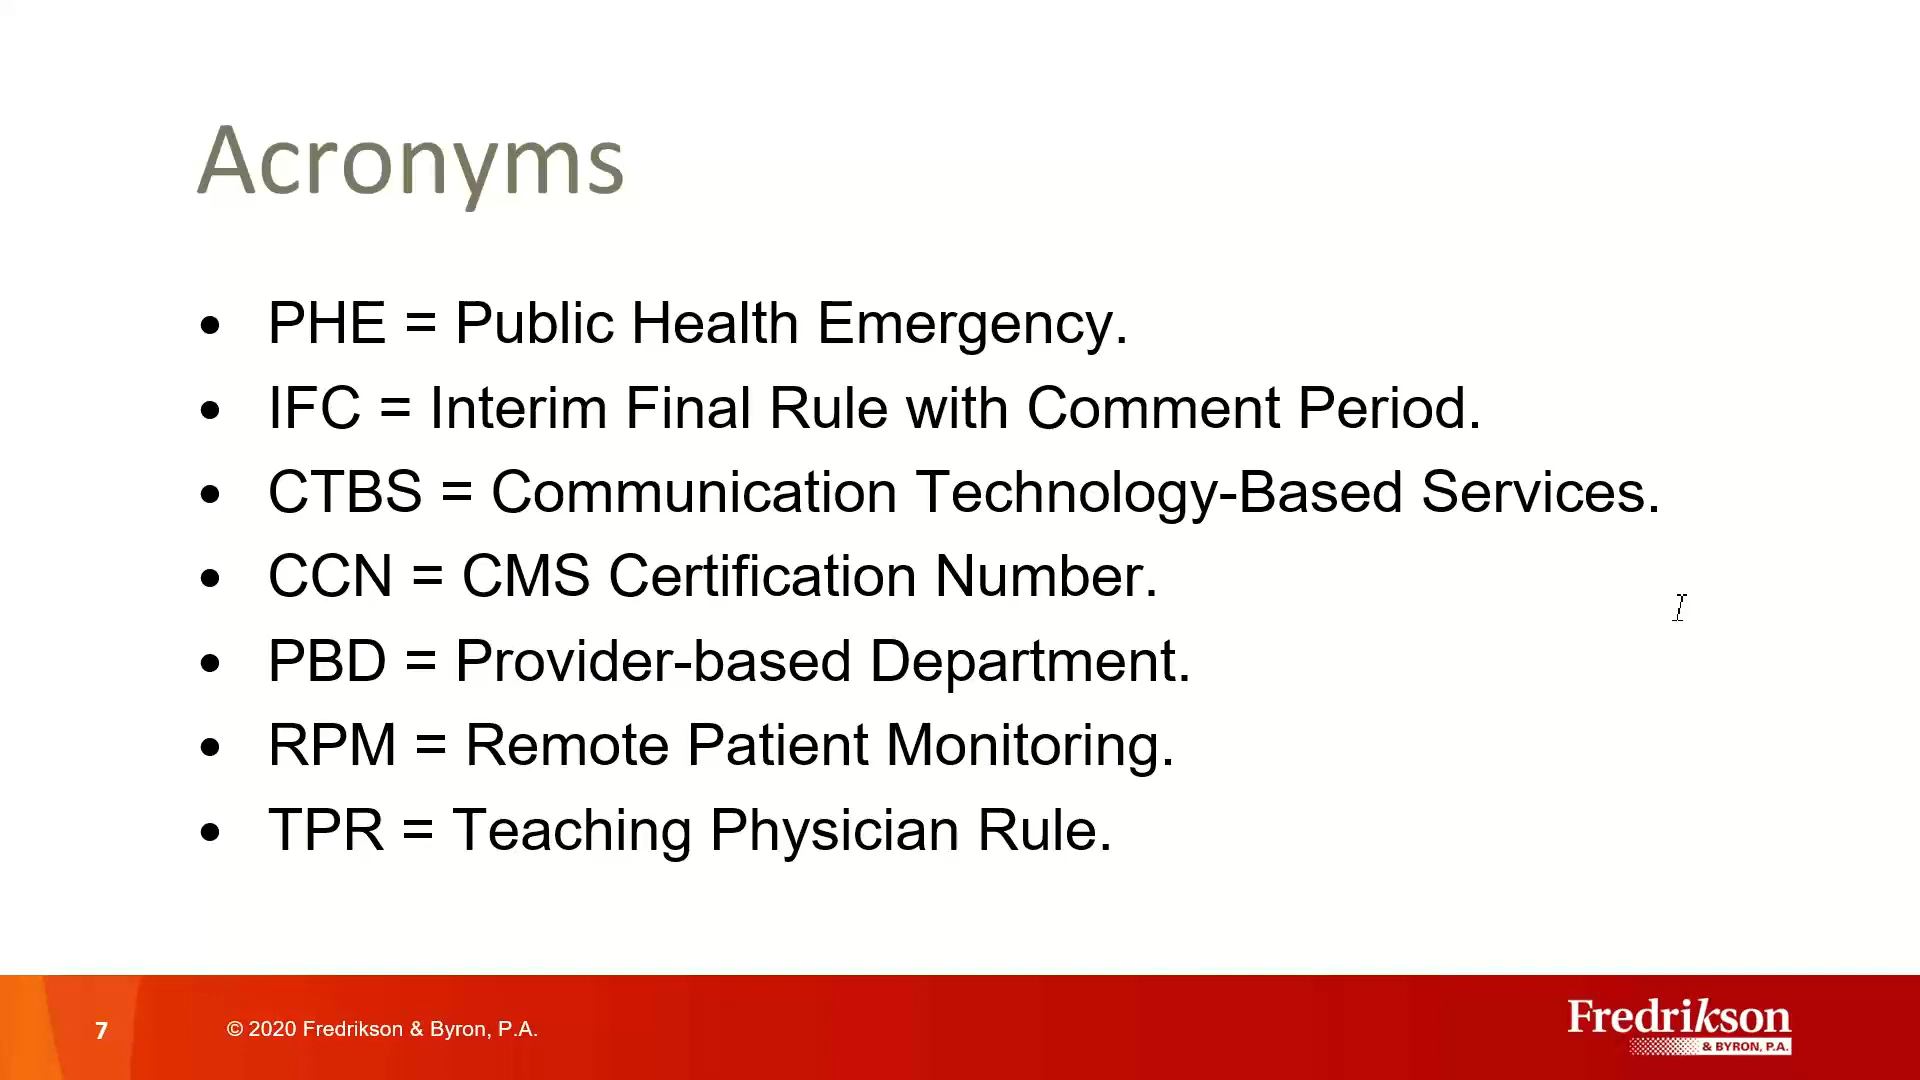 Acronyms
• PHE = Public Health Emergency.
• IFC = Interim Final Rule with Comment Period.
• CTBS = Communication Technology-Based Services.
• CCN = CMS Certification Number.
• PBD = Provider-based Department.
• RPM = Remote Patient Monitoring.
• TPR = Teaching Physician Rule.
7
© 2020 Fredrikson & Byron, P.A.
Fredrikson
& BYRON, P.A.